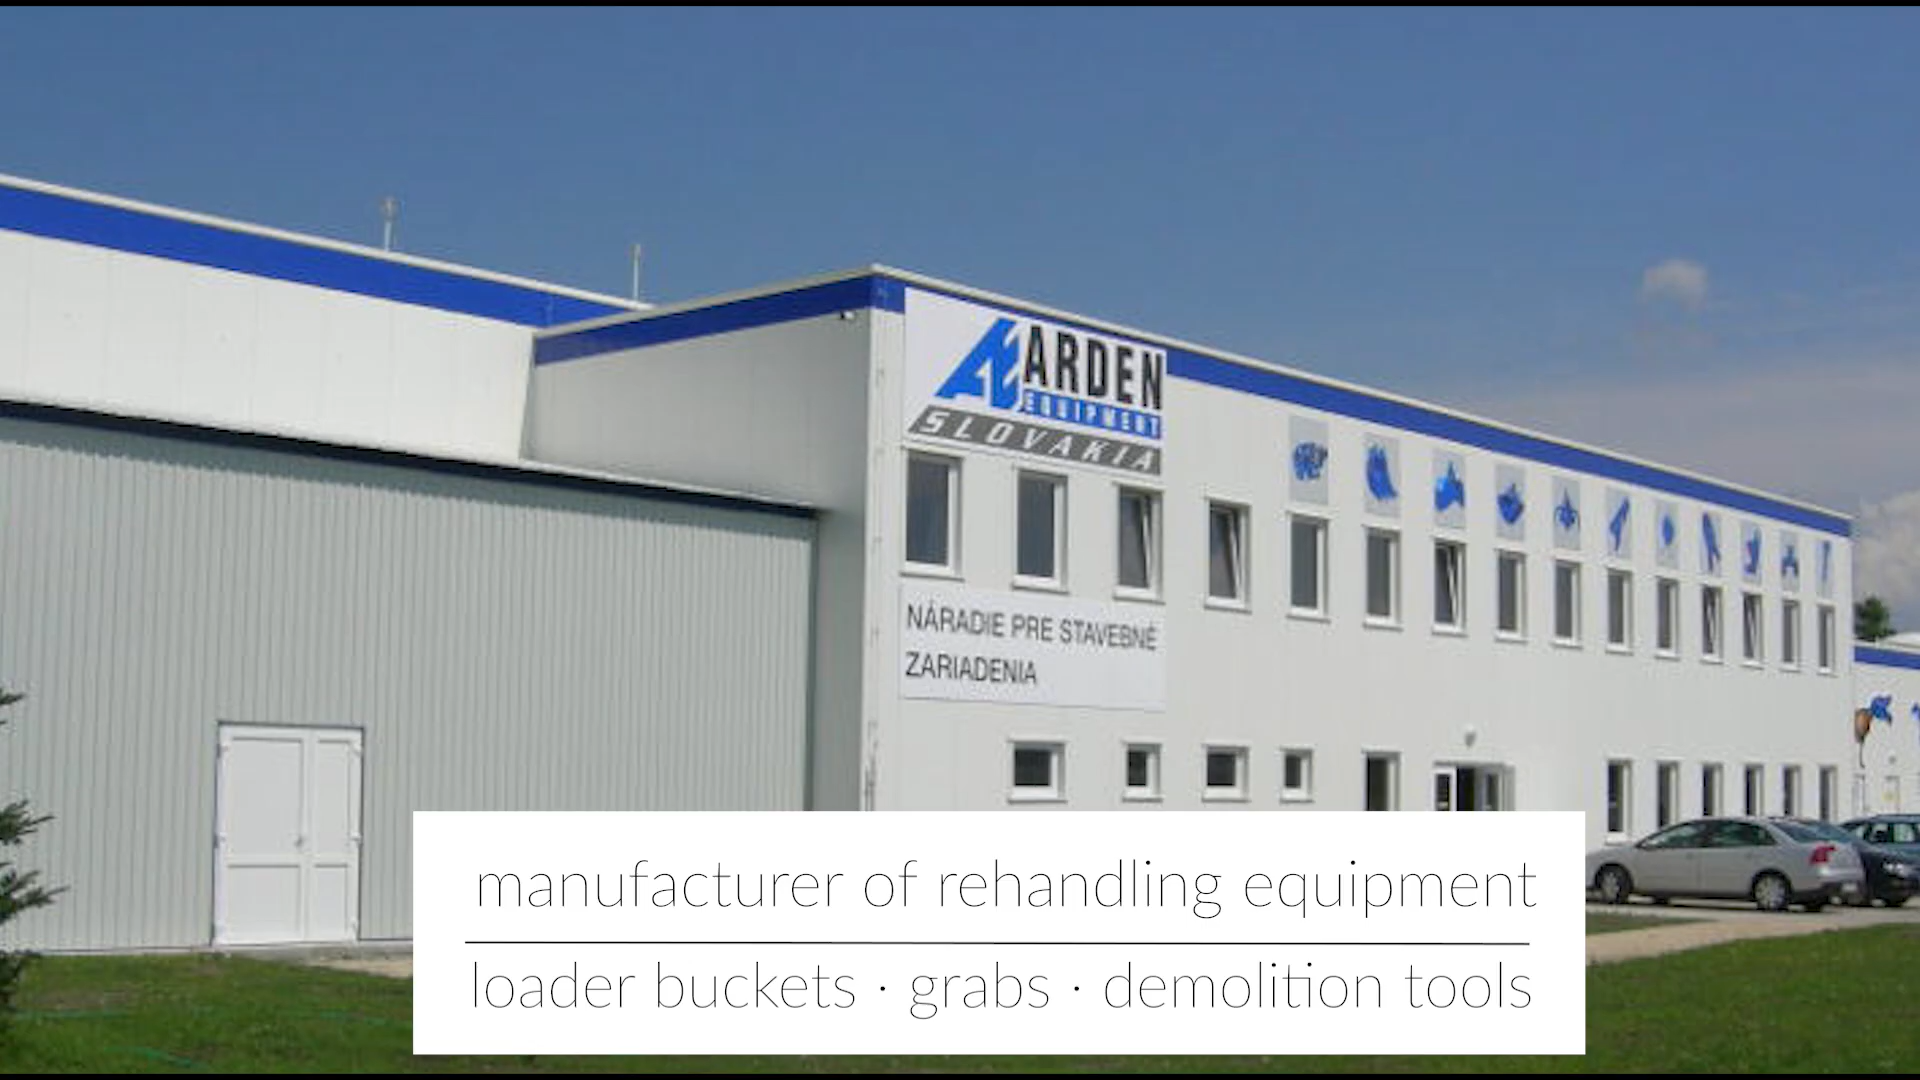 ARDEN
EQUIPMENT
SLOVAKIA
NÁRADIE PRE STAVEBNÉ
ZARIADENIA
manufacturer of rehandling equipment
loader buckets · grabs · demolition tools